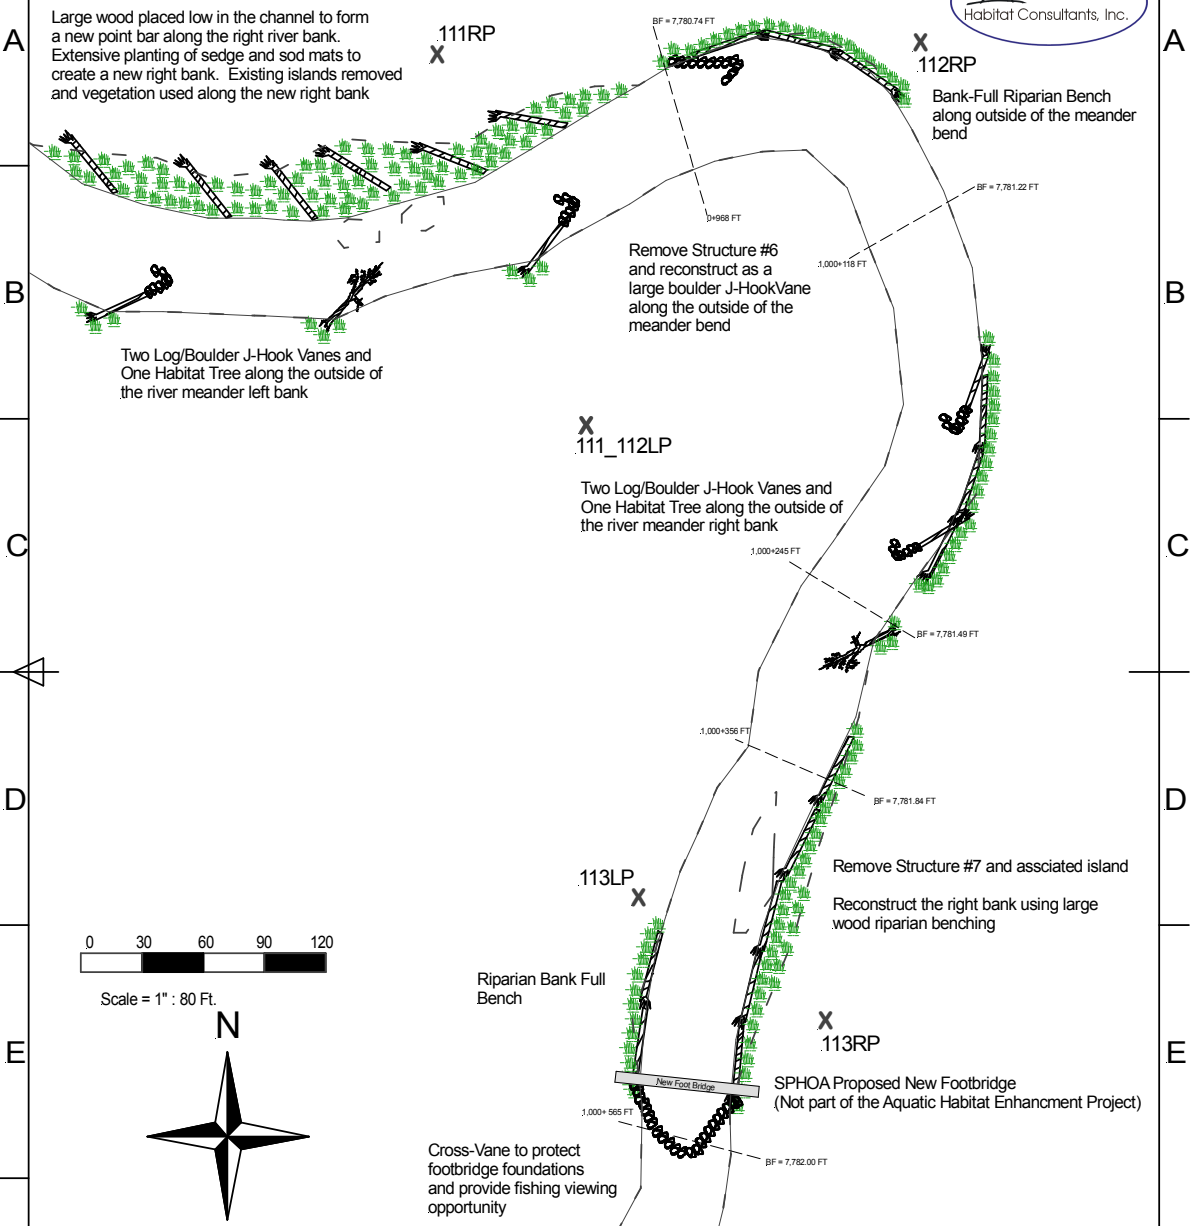 Large wood placed low in the channel to form
a new point bar along the right river bank.
Extensive planting of sedge and sod mats to
create a new right bank. Existing islands removed
and vegetation used along the new right bank
111RP
BF = 7,780.74 FT
Habitat Consultants, Inc.
A
A
112RP
Bank-Full Riparian Bench
along outside of the meander
bend
BF = 7,781.22 FT
0+968 FT
1,000+118 FT
Remove Structure #6
and reconstruct as a
large boulder J-HookVane
along the outside of the
meander bend
B
B
Two Log/Boulder J-Hook Vanes and
One Habitat Tree along the outside of
the river meander left bank
111_112LP
Two Log/Boulder J-Hook Vanes and
One Habitat Tree along the outside of
the river meander right bank
C
C
1,000+245 FT
BF = 7,781.49 FT
1,000+356 FT
BF = 7,781.84 FT
D
D
Remove Structure #7 and assciated island
Reconstruct the right bank using large
wood riparian benching
113LP
0 30 60 90 120
Scale = 1" : 80 Ft.
N
Riparian Bank Full
Bench
113RP
E
E
New Foot Bridge
SPHOA Proposed New Footbridge
(Not part of the Aquatic Habitat Enhancment Project)
1,000+ 565 FT
BF = 7,782.00 FT
Cross-Vane to protect
footbridge foundations
and provide fishing viewing
opportunity